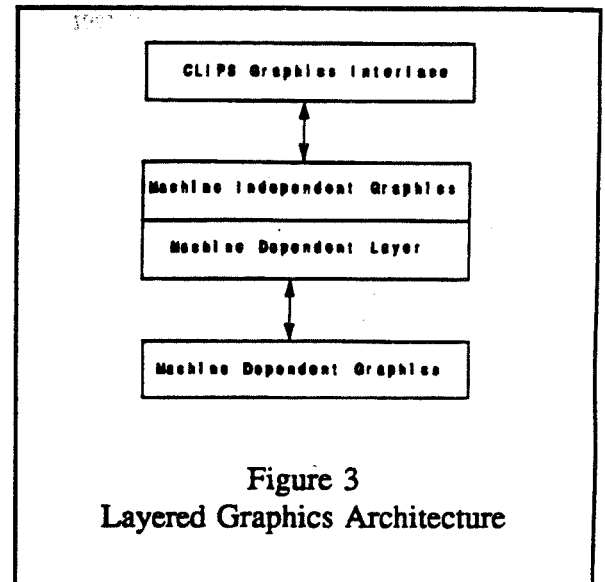 CLIPS Graphics Interface
Machine Independent Graphics
Machine Dependent Layer
Machine Dependent Graphics
Figure 3
Layered Graphics Architecture